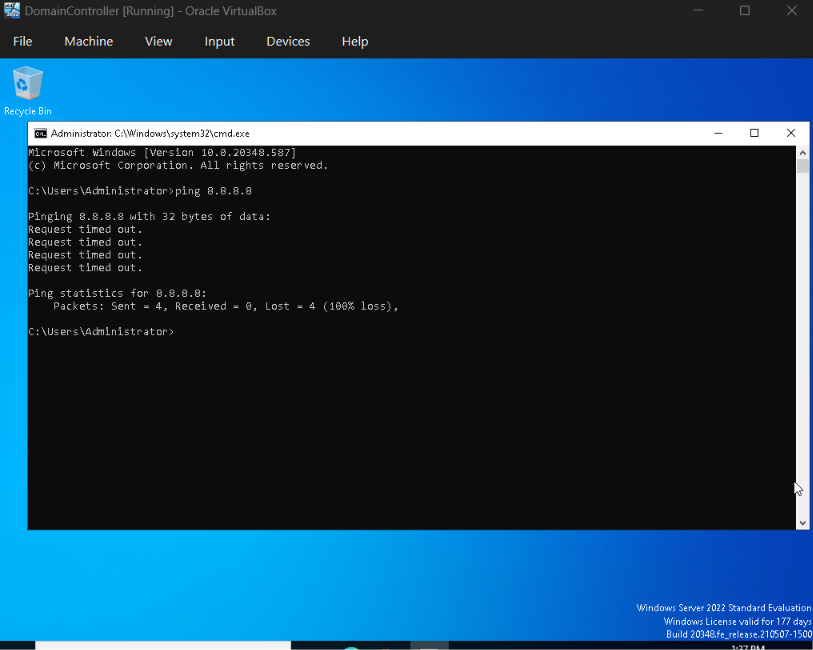 DomainController [Running] - Oracle VirtualBox
File Machine View Input Devices Help
Recycle Bin
Administrator: C:\Windows\system32\cmd.exe
Microsoft Windows [Version 10.0.20348.587]
(c) Microsoft Corporation. All rights reserved.
C:\Users\Administrator>ping 8.8.8.8
Pinging 8.8.8.8 with 32 bytes of data:
Request timed out.
Request timed out.
Request timed out.
Request timed out.
Ping statistics for 8.8.8.8:
Packets: Sent = 4, Received = 0, Lost = 4 (100% loss),
C:\Users\Administrator>
Windows Server 2022 Standard Evaluation
Windows License valid for 177 days
Build 20348.fe_release.210507-1500
1:37 PM